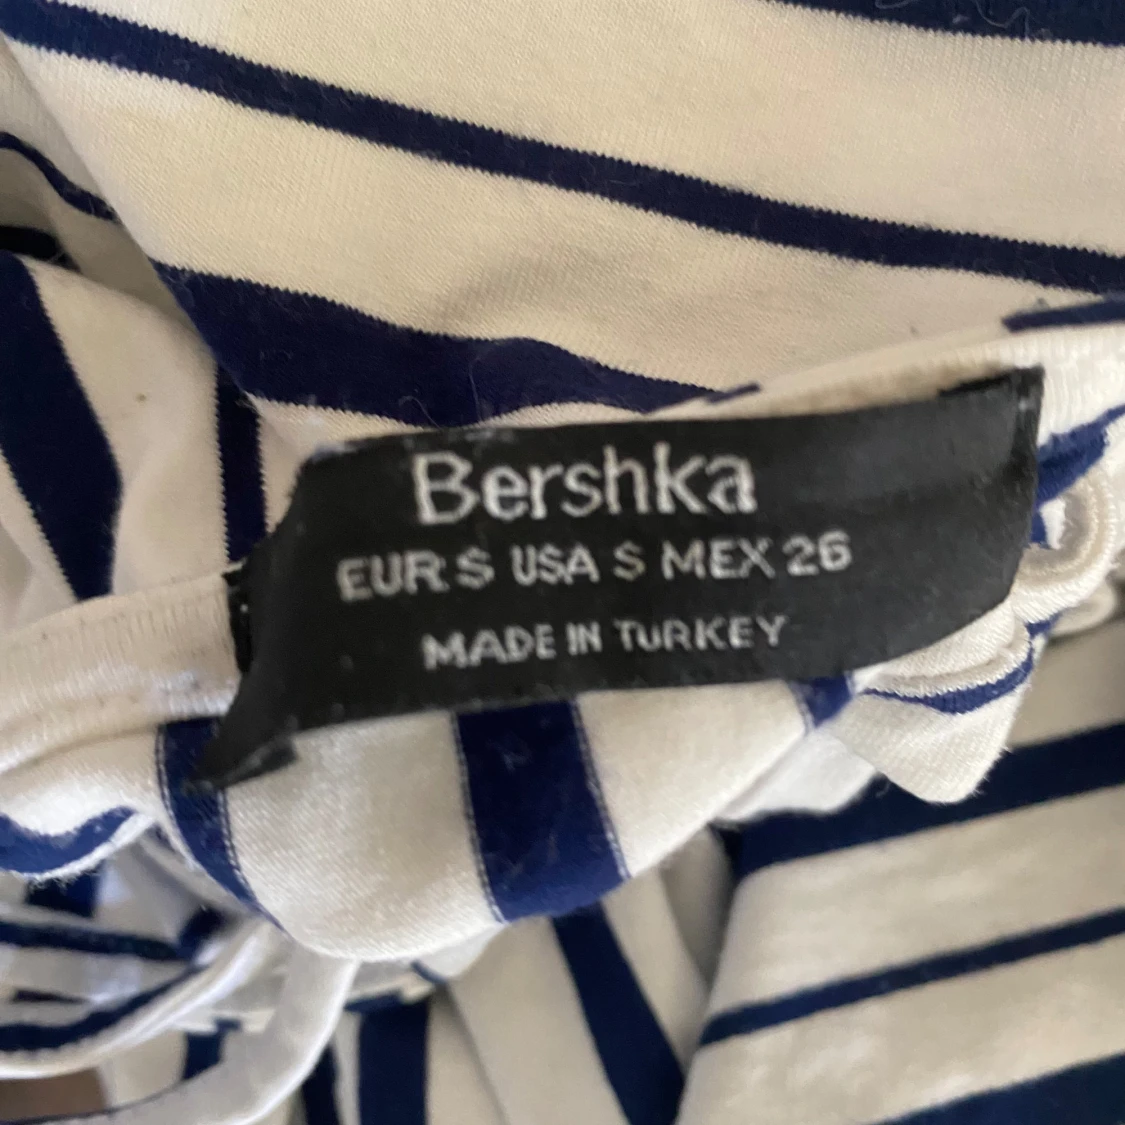 Bershka
EUR S USA S MEX 26
MADE IN TURKEY